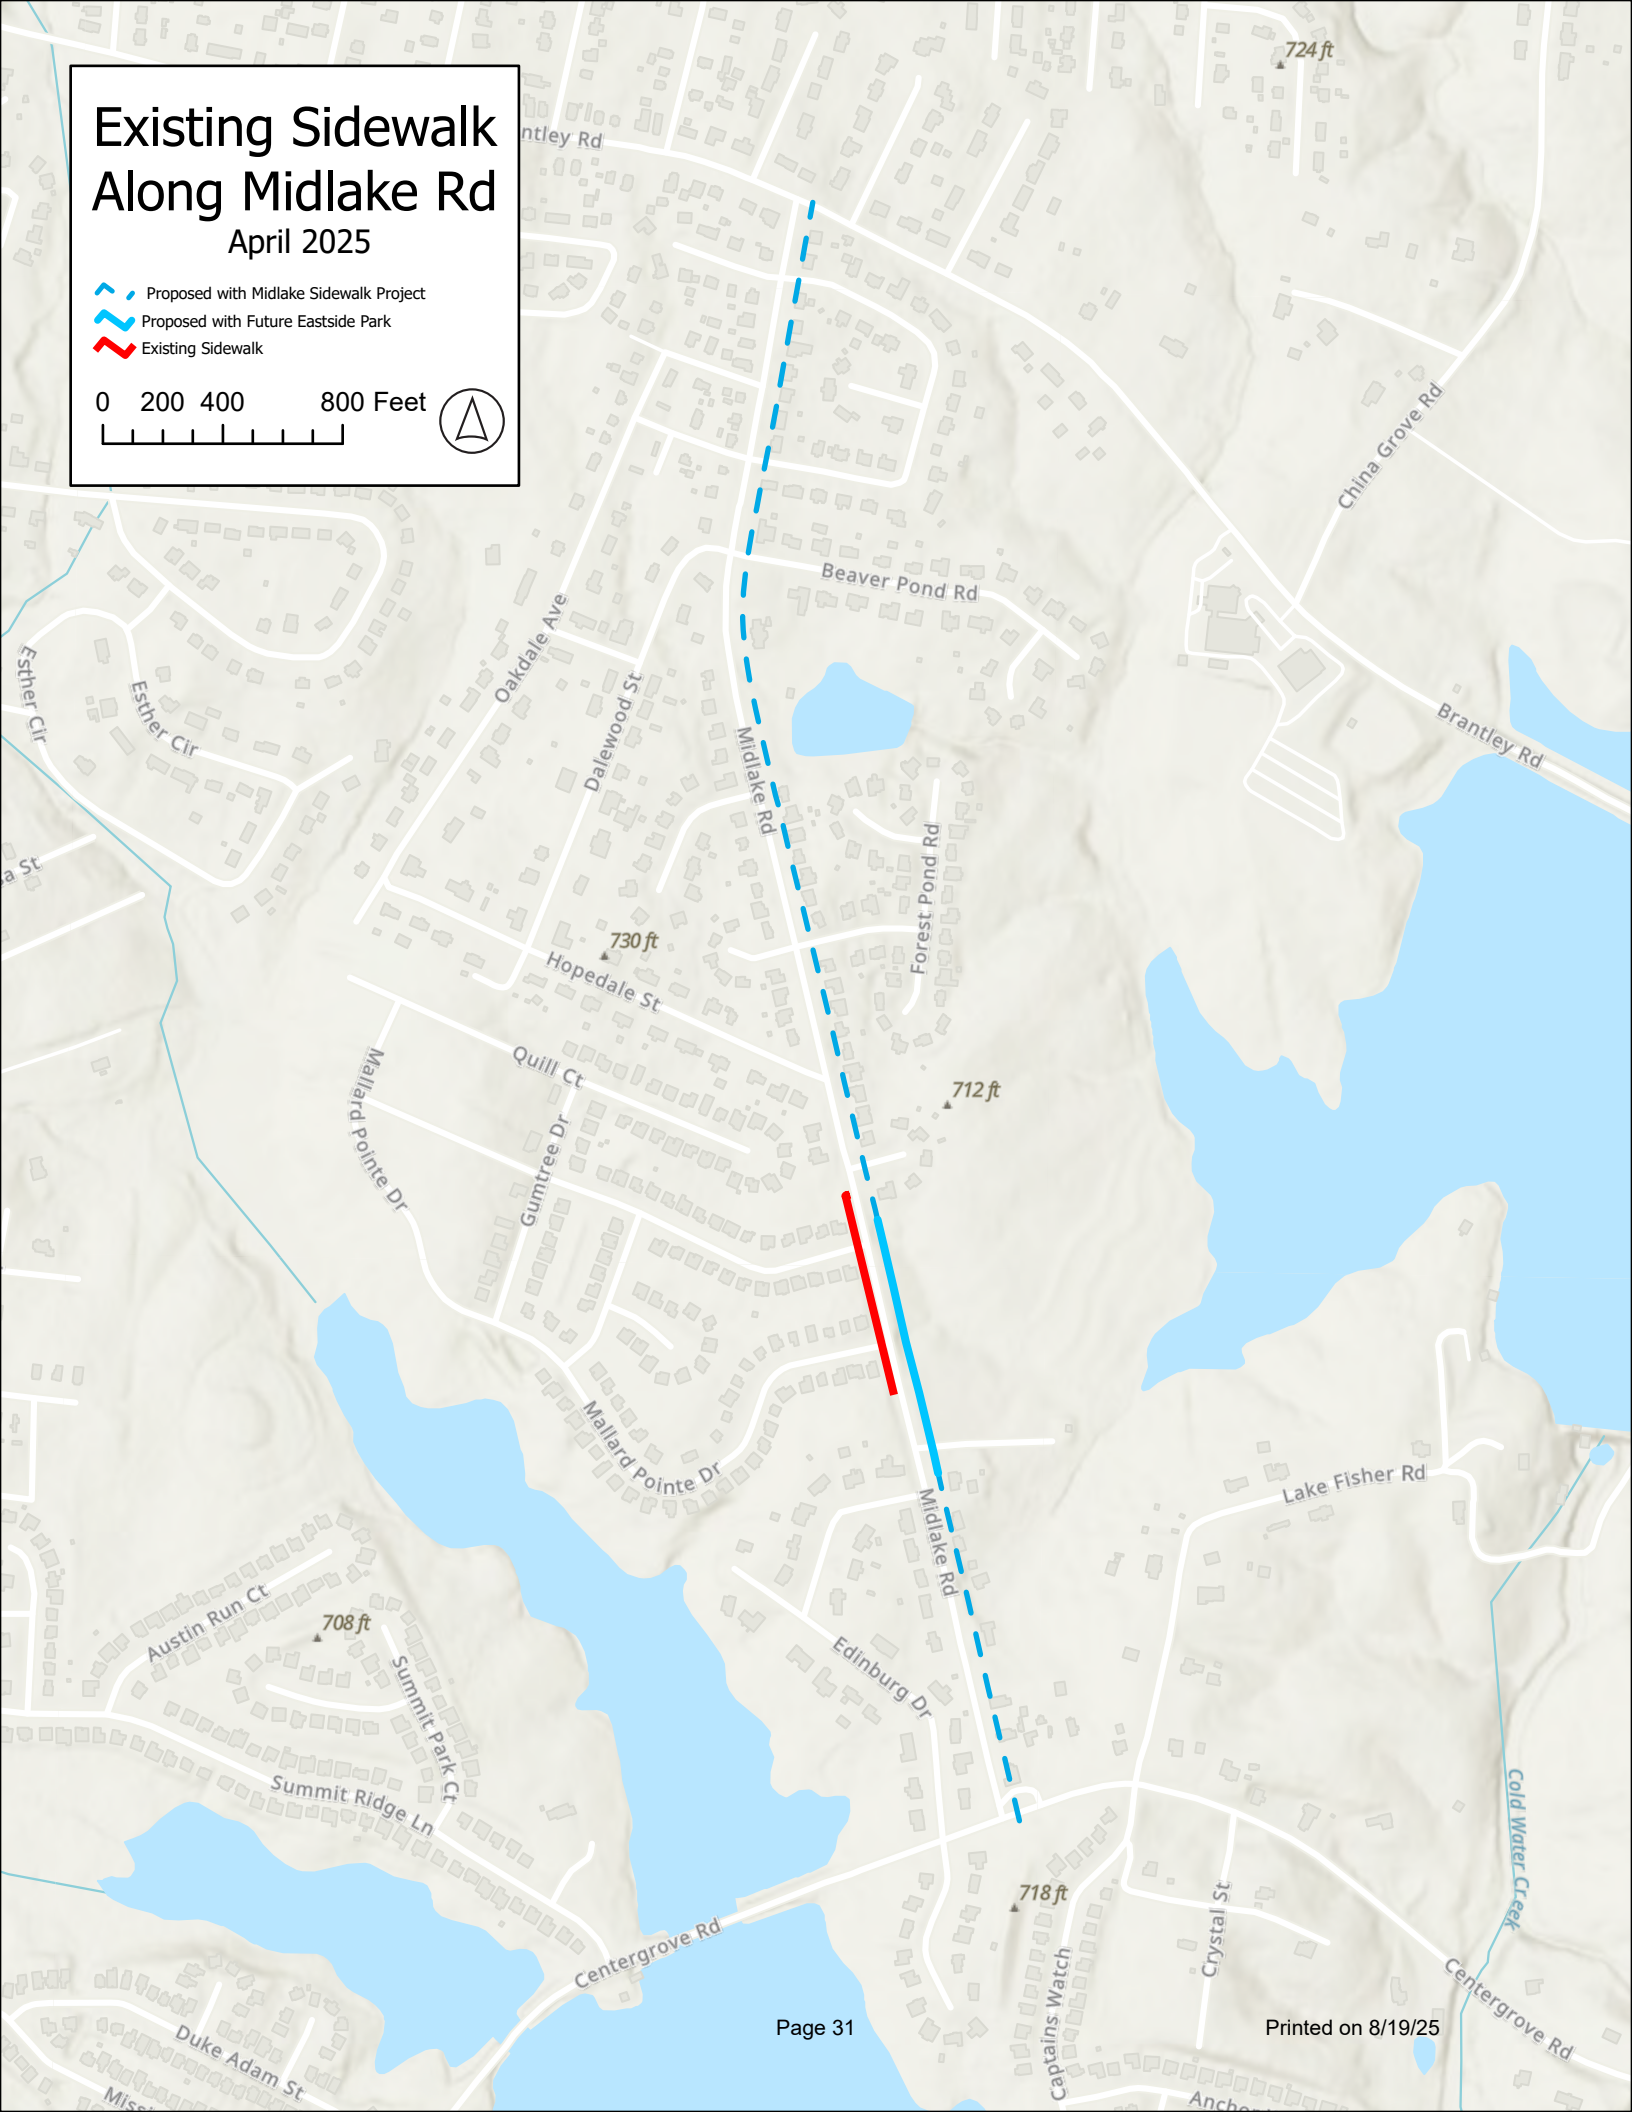 Existing Sidewalk
Along Midlake Rd
April 2025
Proposed with Midlake Sidewalk Project
Proposed with Future Eastside Park
Existing Sidewalk
0 200 400 800 Feet
724 ft
ntley Rd
China Grove Rd
Beaver Pond Rd
Oakdale Ave
Esther Cir
Esther Cir
Dalewood St
Midlake Rd
Brantley Rd
a St
Forest Pond Rd
730 ft
Hopedale St
Quill Ct
Mallard Pointe Dr
712 ft
Gumtree Dr
Mallard Pointe Dr
Lake Fisher Rd
Midlake Rd
Austin Run Ct
708 ft
Edinburg Dr
Summit Park Ct
Summit Ridge Ln
Cold Water Creek
718 ft
Crystal St
Centergrove Rd
Captains Watch
Centergrove Rd
Page 31
Printed on 8/19/25
Duke Adam St
Miss
Anchor